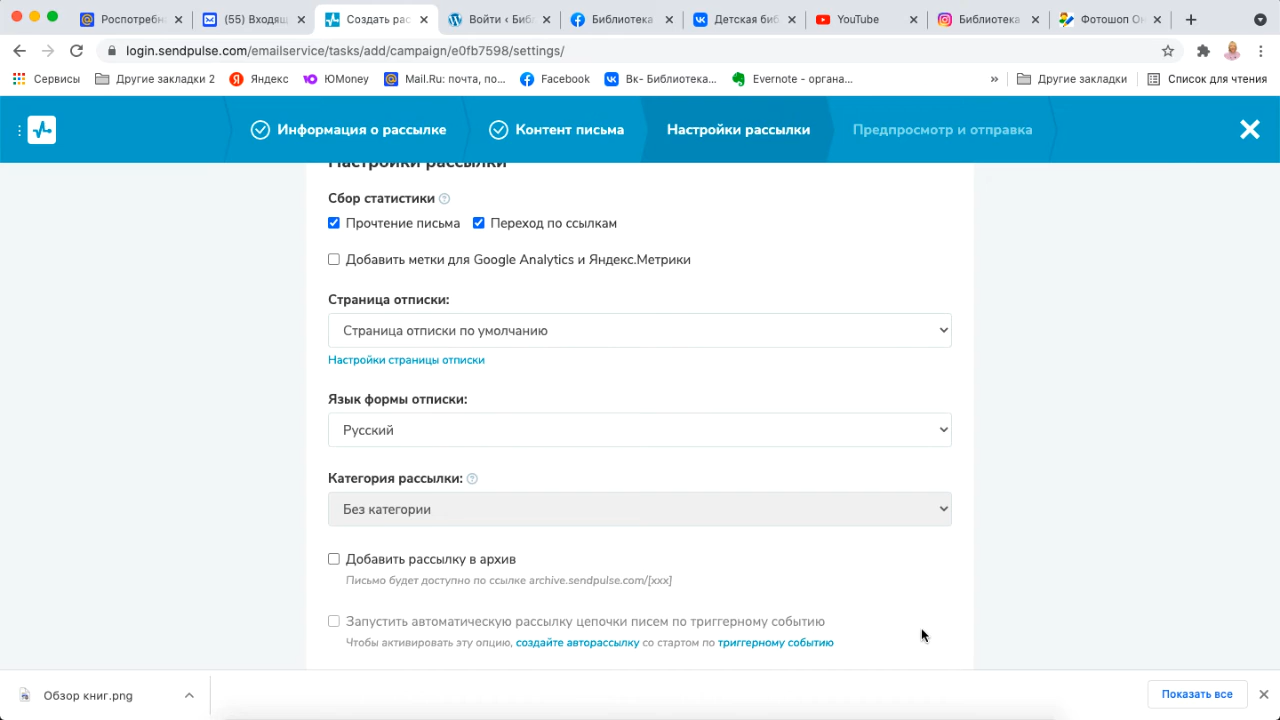 Роспотребн
(55) Входящ
Создать рас
Войти ‹ Биб
Библиотека
Детская биб
YouTube
Библиотека
Фотошоп Он
login.sendpulse.com/emailservice/tasks/add/campaign/e0fb7598/settings/
Сервисы
Другие закладки 2
Яндекс
ЮMoney
Mail.Ru: почта, по...
Facebook
Вк- Библиотека...
Evernote - органа...
»
Другие закладки
Список для чтения
Информация о рассылке
Контент письма
Настройки рассылки
Предпросмотр и отправка
Настройки рассылки
Сбор статистики
Прочтение письма
Переход по ссылкам
Добавить метки для Google Analytics и Яндекс.Метрики
Страница отписки:
Страница отписки по умолчанию
Настройки страницы отписки
Язык формы отписки:
Русский
Категория рассылки:
Без категории
Добавить рассылку в архив
Письмо будет доступно по ссылке archive.sendpulse.com/[xxx]
Запустить автоматическую рассылку цепочки писем по триггерному событию
Чтобы активировать эту опцию, создайте авторассылку со стартом по триггерному событию
Обзор книг.png
Показать все